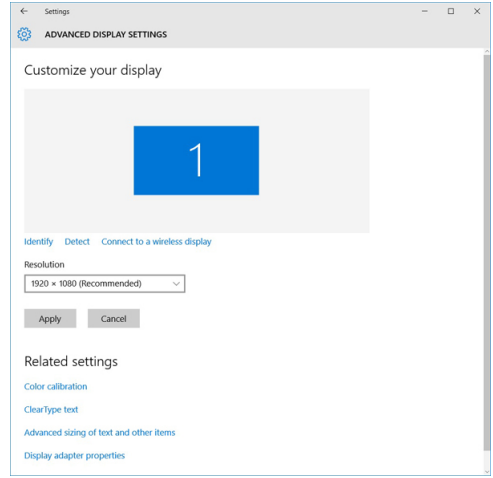 Settings
ADVANCED DISPLAY SETTINGS
Customize your display
1
Identify Detect Connect to a wireless display
Resolution
1920 × 1080 (Recommended)
Apply Cancel
Related settings
Color calibration
ClearType text
Advanced sizing of text and other items
Display adapter properties